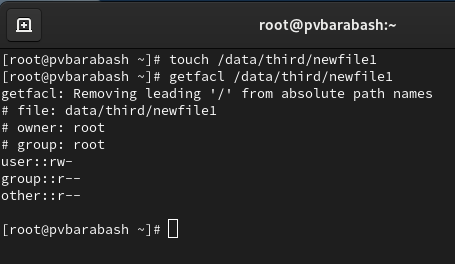 root@pvbarabash:~
[root@pvbarabash ~]# touch /data/third/newfile1
[root@pvbarabash ~]# getfacl /data/third/newfile1
getfacl: Removing leading '/' from absolute path names
# file: data/third/newfile1
# owner: root
# group: root
user::rw-
group::r--
other::r--
[root@pvbarabash ~]#